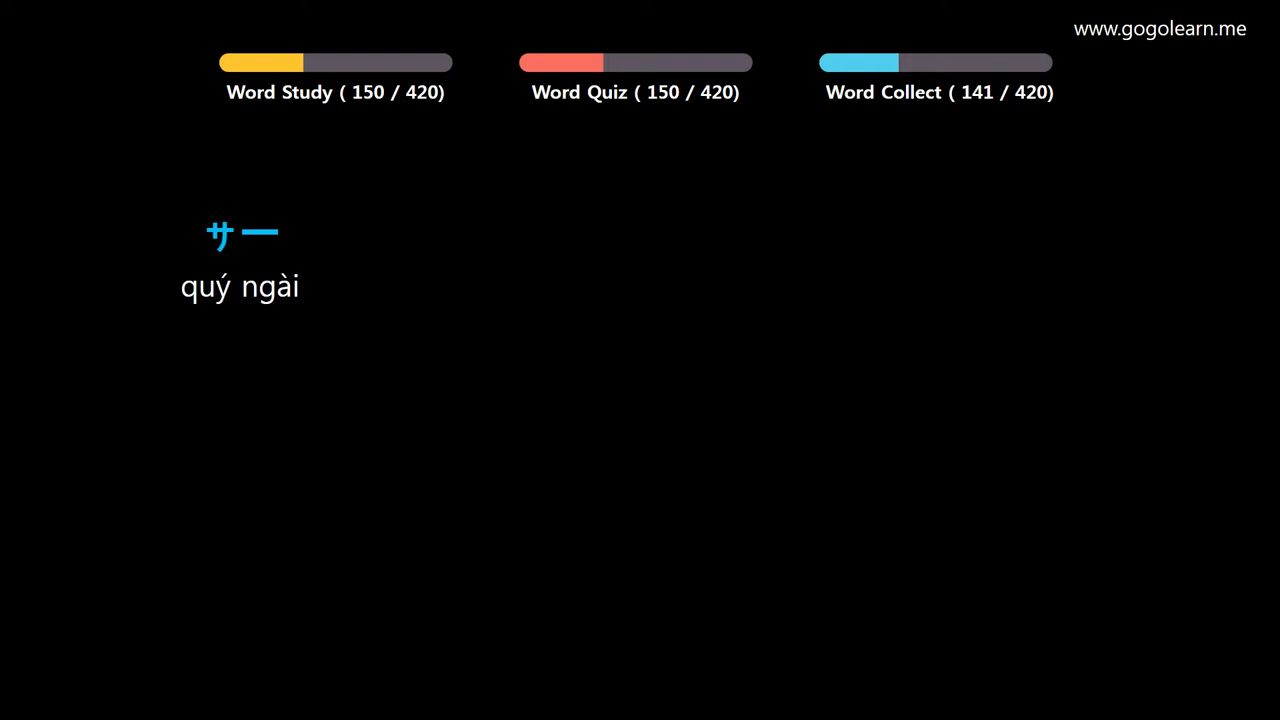 www.gogolearn.me
Word Study ( 150 / 420)
Word Quiz ( 150 / 420)
Word Collect ( 141 / 420)
サー
quý ngài